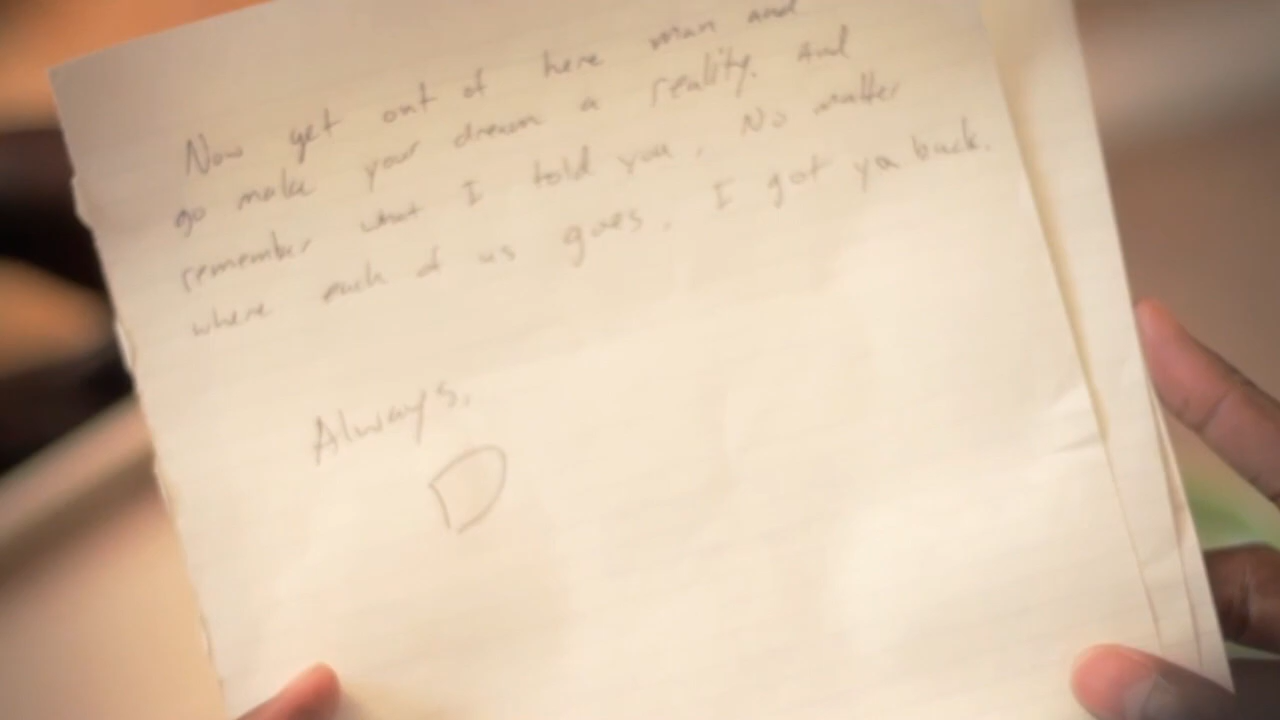 Now get out of here man and
go make your dream a reality. And
remember what I told you. No matter
where each of us goes, I got ya back.
Always,
D